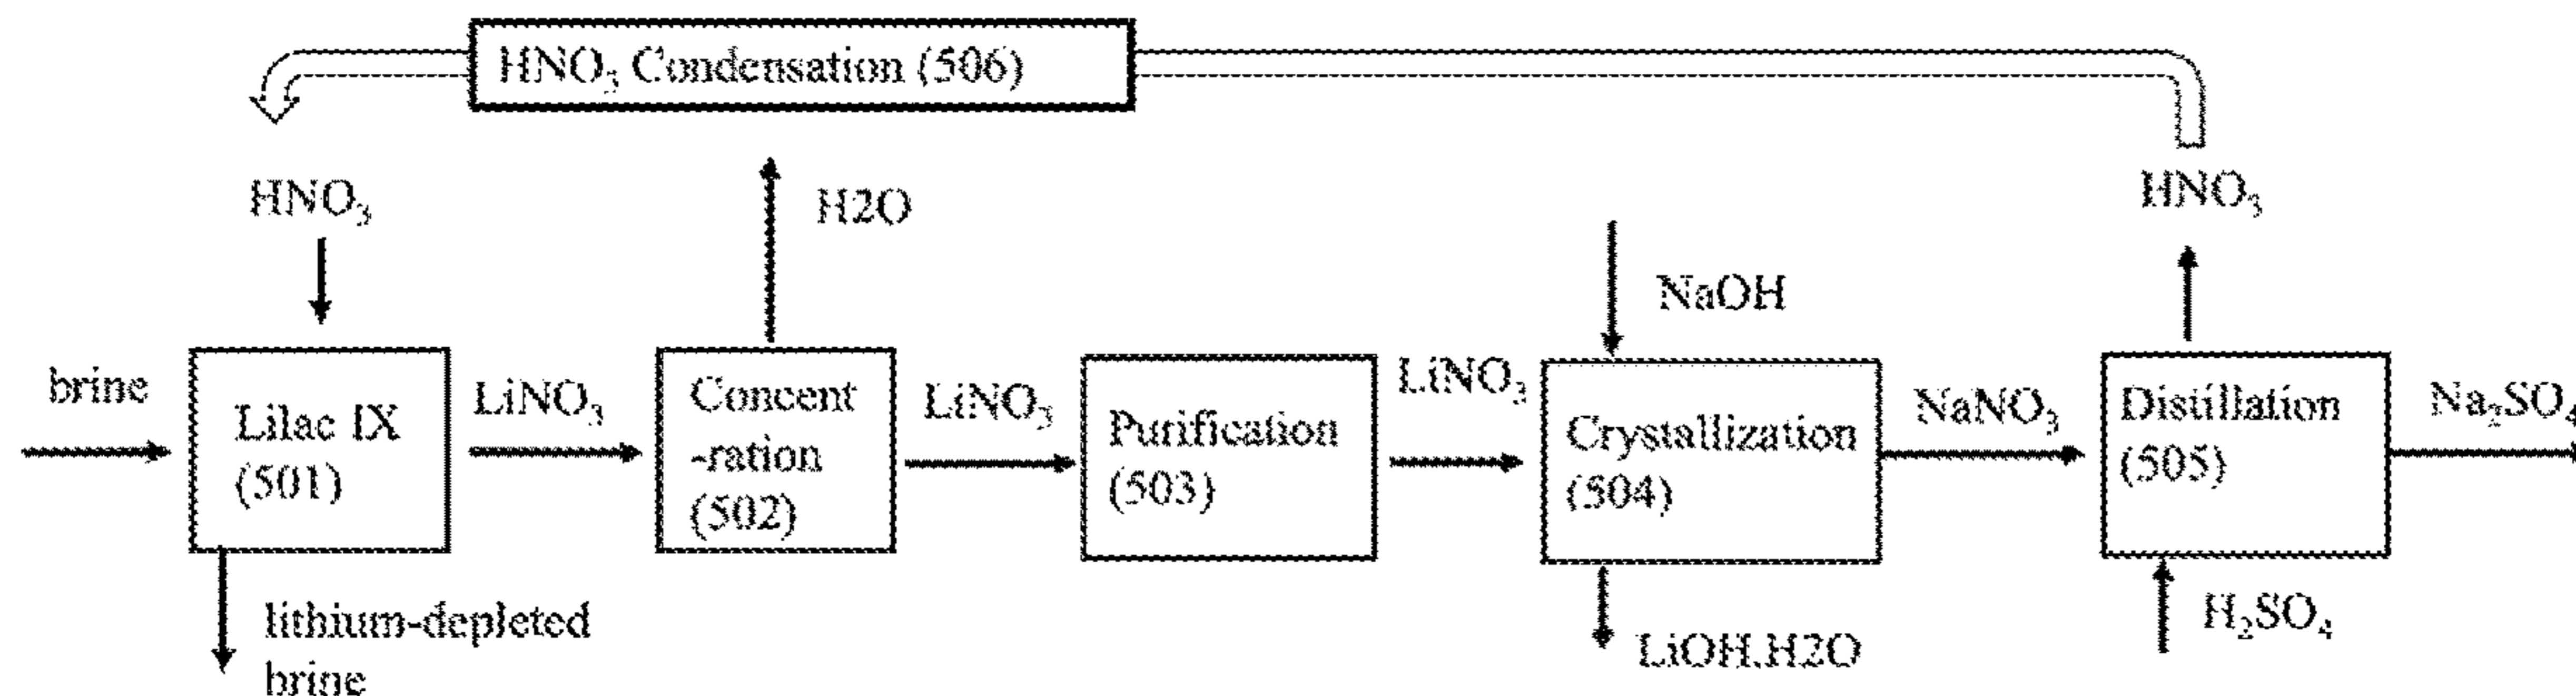 HNO₃ Condensation (506)
HNO₃
H2O
HNO₃
NaOH
brine
Lilac IX
(501)
LiNO₃
Concent
-ration
(502)
LiNO₃
Purification
(503)
LiNO₃
Crystallization
(504)
NaNO₃
Distillation
(505)
Na₂SO₄
lithium-depleted
brine
LiOH.H2O
H₂SO₄